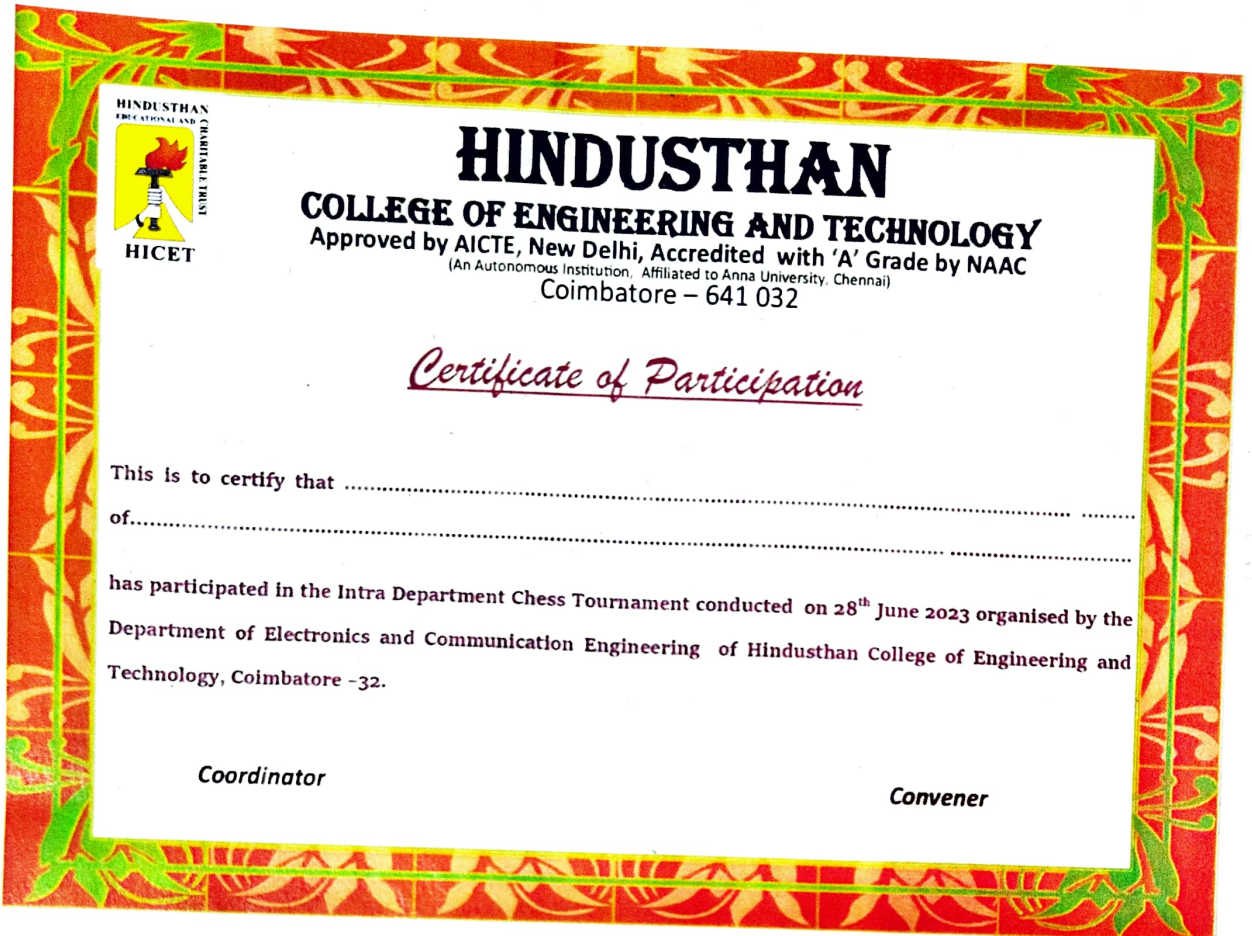 HINDUSTHAN
EDUCATIONAL AND
CHARITABLE TRUST
HICET
HINDUSTHAN
COLLEGE OF ENGINEERING AND TECHNOLOGY
Approved by AICTE, New Delhi, Accredited with ‘A’ Grade by NAAC
(An Autonomous Institution, Affiliated to Anna University, Chennai)
Coimbatore – 641 032
Certificate of Participation
This is to certify that ....................................................................................................................... .........
of.................................................................................................................................... ..............................
has participated in the Intra Department Chess Tournament conducted on 28th June 2023 organised by the
Department of Electronics and Communication Engineering of Hindusthan College of Engineering and
Technology, Coimbatore -32.
Coordinator
Convener